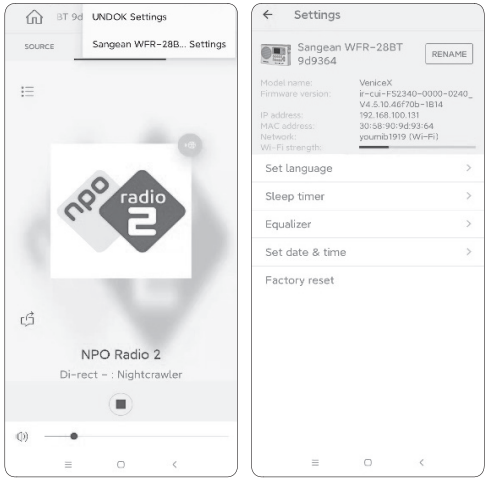 BT 9d
UNDOK Settings
Sangean WFR-28B... Settings
SOURCE
npo
radio
2
NPO Radio 2
Di-rect - : Nightcrawler
Settings
Sangean WFR-28BT
9d9364
RENAME
Model name: VeniceX
Firmware version: ir-cui-FS2340-0000-0240_
V4.5.10.46f70b-1B14
IP address: 192.168.100.131
MAC address: 30:58:90:9d:93:64
Network: youmib1919 (Wi-Fi)
Wi-Fi strength:
Set language
Sleep timer
Equalizer
Set date & time
Factory reset